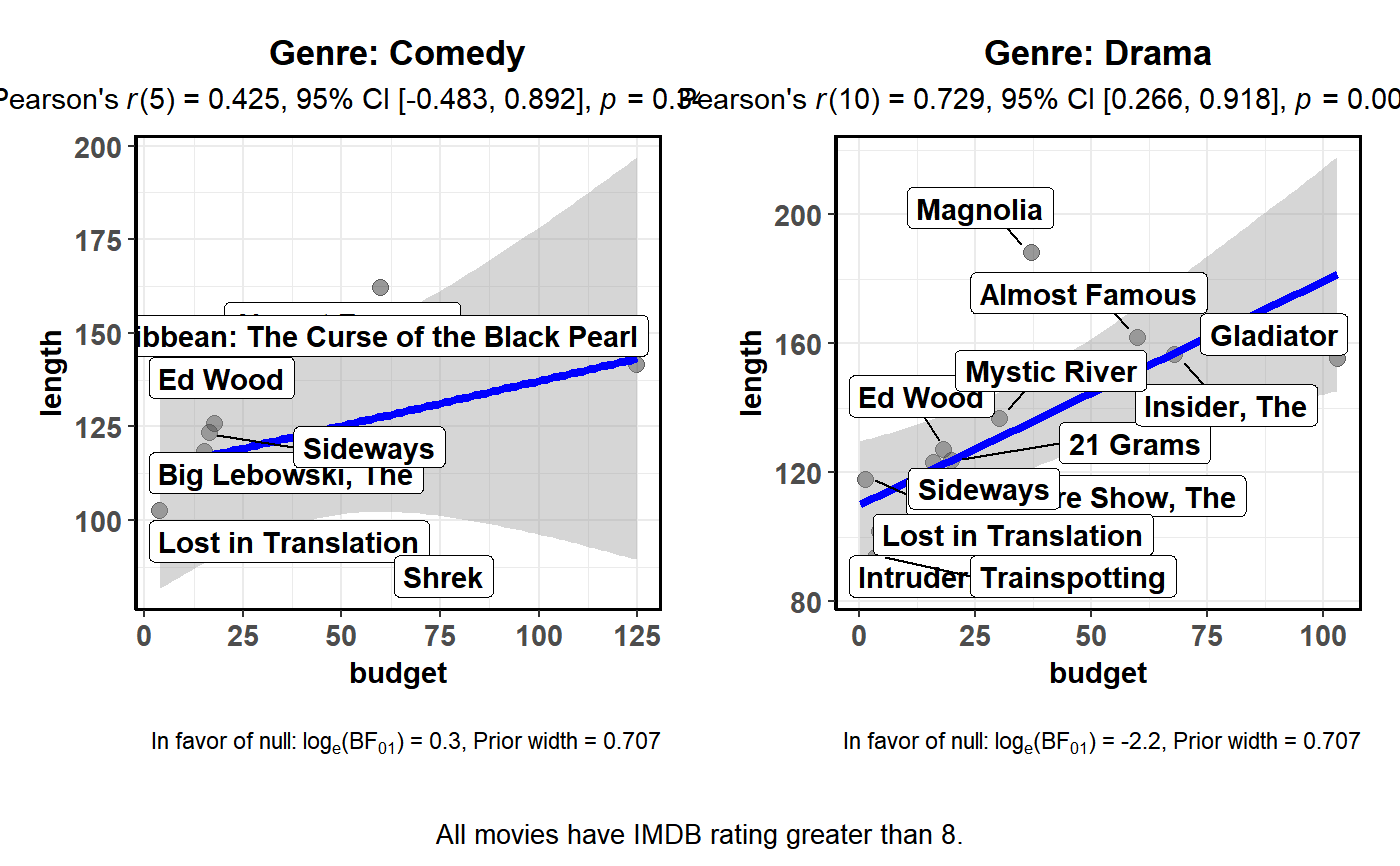 Genre: Comedy
Pearson's r(5) = 0.425, 95% CI [-0.483, 0.892], p = 0.34
200
175
150
125
100
length
: The Curse of the Black Pearl
Ed Wood
Sideways
Big Lebowski, The
Lost in Translation
Shrek
0 25 50 75 100 125
budget
In favor of null: loge(BF01) = 0.3, Prior width = 0.707
Genre: Drama
Pearson's r(10) = 0.729, 95% CI [0.266, 0.918], p = 0.00
200
160
120
80
length
Magnolia
Almost Famous
Gladiator
Mystic River
Ed Wood
Insider, The
21 Grams
Sideways
Show, The
Lost in Translation
Intruder
Trainspotting
0 25 50 75 100
budget
In favor of null: loge(BF01) = -2.2, Prior width = 0.707
All movies have IMDB rating greater than 8.